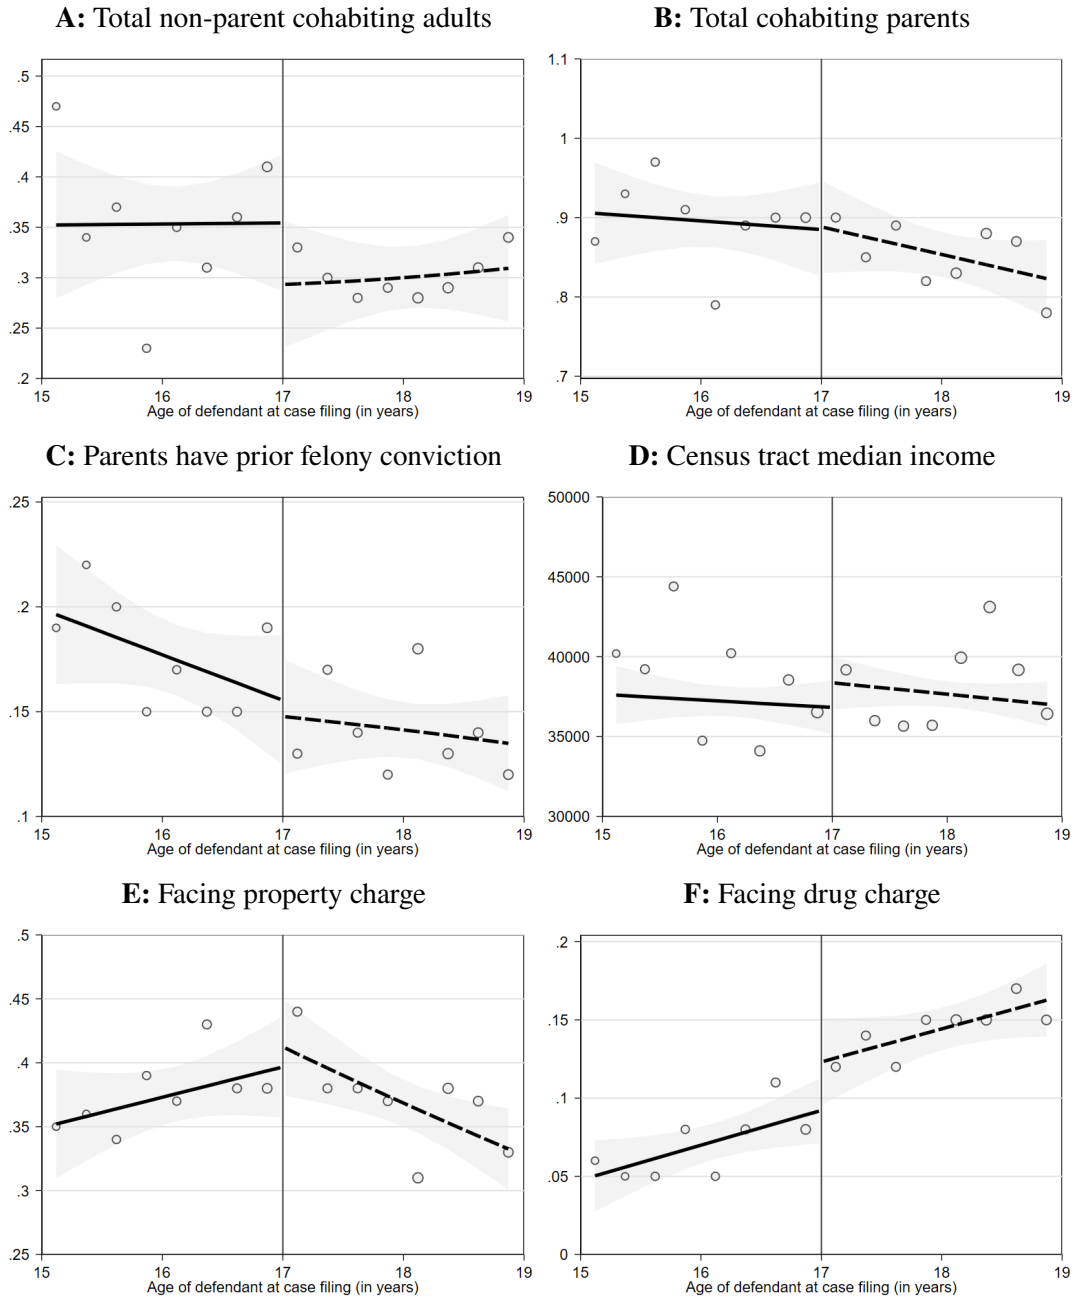 A: Total non-parent cohabiting adults
.5
.45
.4
.35
.3
.25
.2
15 16 17 18 19
Age of defendant at case filing (in years)
B: Total cohabiting parents
1.1
1
.9
.8
.7
15 16 17 18 19
Age of defendant at case filing (in years)
C: Parents have prior felony conviction
.25
.2
.15
.1
15 16 17 18 19
Age of defendant at case filing (in years)
D: Census tract median income
50000
45000
40000
35000
30000
15 16 17 18 19
Age of defendant at case filing (in years)
E: Facing property charge
.5
.45
.4
.35
.3
.25
15 16 17 18 19
Age of defendant at case filing (in years)
F: Facing drug charge
.2
.15
.1
.05
0
15 16 17 18 19
Age of defendant at case filing (in years)